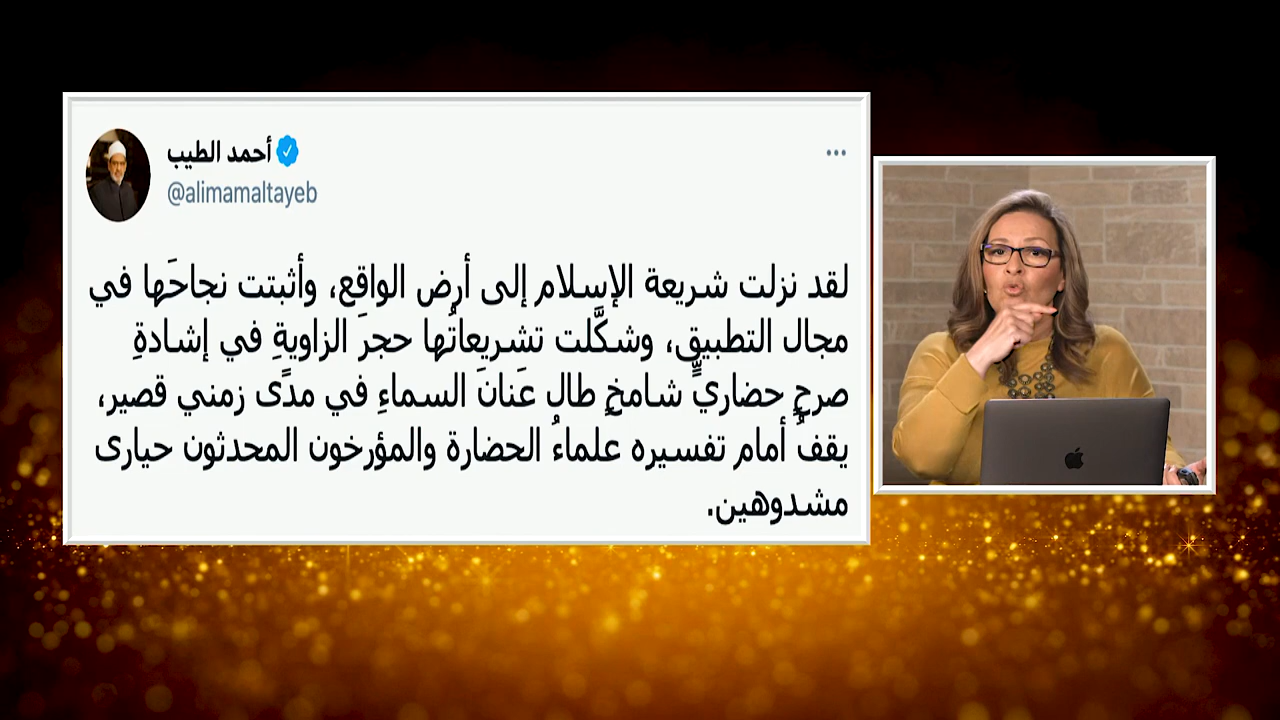 أحمد الطيب
@alimamaltayeb
لقد نزلت شريعة الإسلام إلى أرض الواقعِ، وأثبتت نجاحَها في
مجال التطبيقِ، وشكَّلت تشريعاتُها حجرَ الزاويةِ في إشادةِ
صرحٍ حضاريٍّ شامخٍ طالَ عَنانَ السماءِ في مدًى زمني قصير،
يقفُ أمام تفسيره علماءُ الحضارة والمؤرخون المحدثون حيارى
مشدوهين.